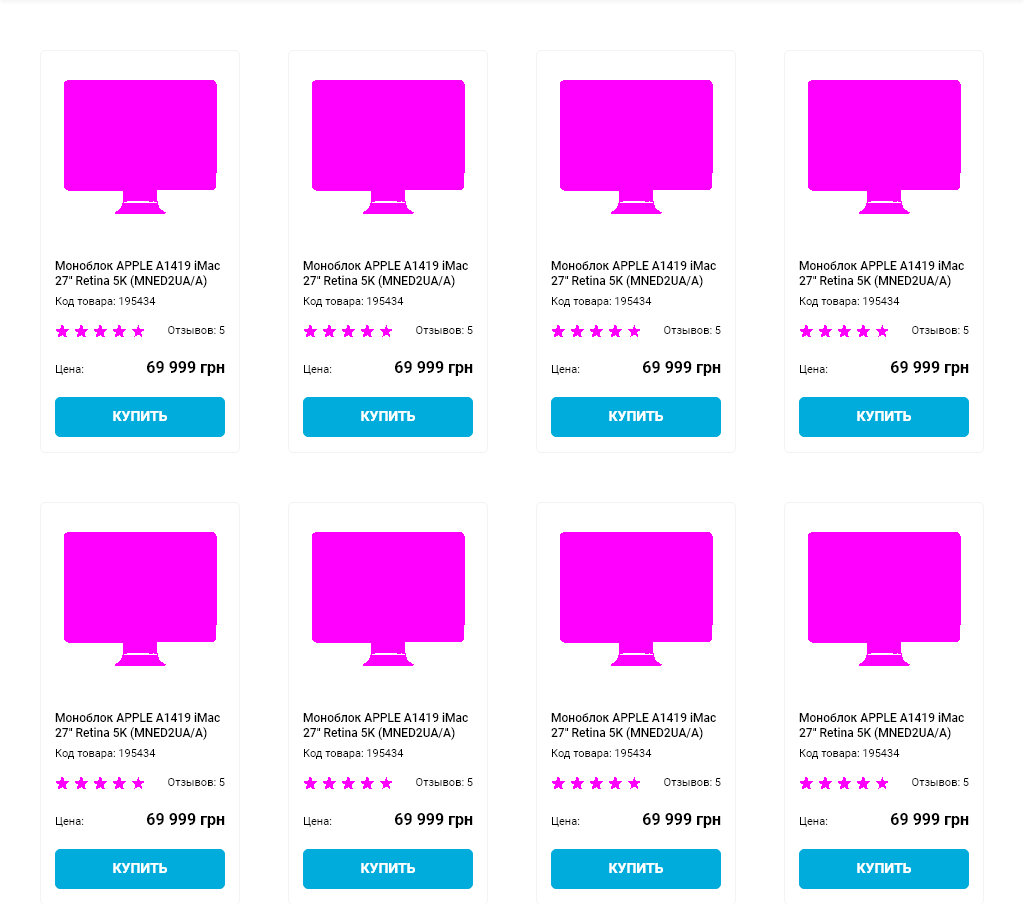 Моноблок APPLE A1419 iMac
27" Retina 5K (MNED2UA/A)
Код товара: 195434
Отзывов: 5
Цена: 69 999 грн
КУПИТЬ
Моноблок APPLE A1419 iMac
27" Retina 5K (MNED2UA/A)
Код товара: 195434
Отзывов: 5
Цена: 69 999 грн
КУПИТЬ
Моноблок APPLE A1419 iMac
27" Retina 5K (MNED2UA/A)
Код товара: 195434
Отзывов: 5
Цена: 69 999 грн
КУПИТЬ
Моноблок APPLE A1419 iMac
27" Retina 5K (MNED2UA/A)
Код товара: 195434
Отзывов: 5
Цена: 69 999 грн
КУПИТЬ
Моноблок APPLE A1419 iMac
27" Retina 5K (MNED2UA/A)
Код товара: 195434
Отзывов: 5
Цена: 69 999 грн
КУПИТЬ
Моноблок APPLE A1419 iMac
27" Retina 5K (MNED2UA/A)
Код товара: 195434
Отзывов: 5
Цена: 69 999 грн
КУПИТЬ
Моноблок APPLE A1419 iMac
27" Retina 5K (MNED2UA/A)
Код товара: 195434
Отзывов: 5
Цена: 69 999 грн
КУПИТЬ
Моноблок APPLE A1419 iMac
27" Retina 5K (MNED2UA/A)
Код товара: 195434
Отзывов: 5
Цена: 69 999 грн
КУПИТЬ